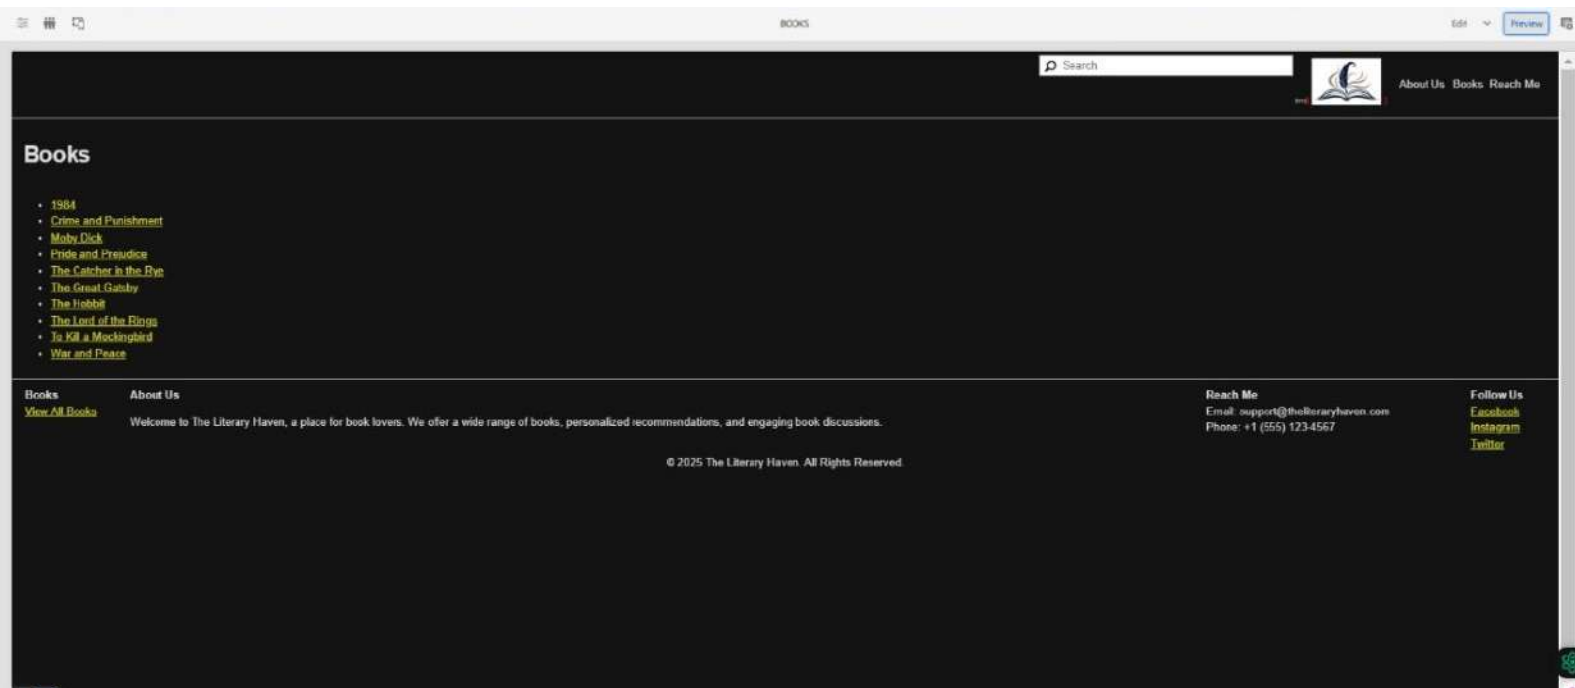 BOOKS
Edit
Preview
Search
About Us Books Reach Me
Books
1984
Crime and Punishment
Moby Dick
Pride and Prejudice
The Catcher in the Rye
The Great Gatsby
The Hobbit
The Lord of the Rings
To Kill a Mockingbird
War and Peace
Books
View All Books
About Us
Welcome to The Literary Haven, a place for book lovers. We offer a wide range of books, personalized recommendations, and engaging book discussions.
Reach Me
Email: support@theliteraryhaven.com
Phone: +1 (555) 123-4567
Follow Us
Facebook
Instagram
Twitter
© 2025 The Literary Haven. All Rights Reserved.